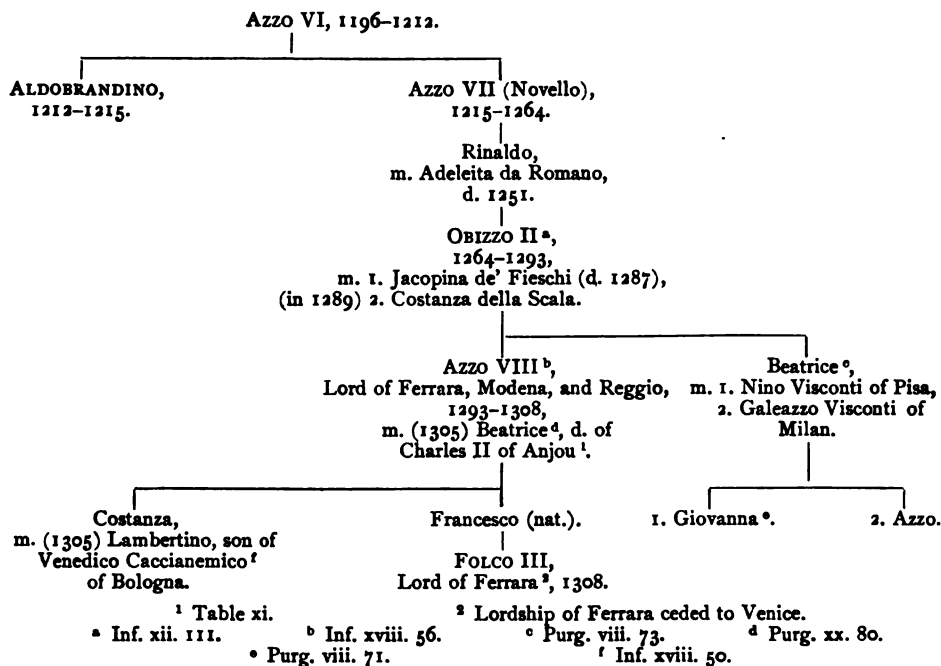 Azzo VI, 1196–1212.
Aldobrandino,
1212–1215.
Azzo VII (Novello),
1215–1264.
Rinaldo,
m. Adeleita da Romano,
d. 1251.
Obizzo II ᵃ,
1264–1293,
m. 1. Jacopina de' Fieschi (d. 1287),
(in 1289) 2. Costanza della Scala.
Azzo VIII ᵇ,
Lord of Ferrara, Modena, and Reggio,
1293–1308,
m. (1305) Beatrice ᵈ, d. of
Charles II of Anjou ¹.
Beatrice ᶜ,
m. 1. Nino Visconti of Pisa,
2. Galeazzo Visconti of
Milan.
Costanza,
m. (1305) Lambertino, son of
Venedico Caccianemico ᶠ
of Bologna.
Francesco (nat.).
Folco III,
Lord of Ferrara ², 1308.
1. Giovanna ᵉ.
2. Azzo.
¹ Table xi. ² Lordship of Ferrara ceded to Venice.
ᵃ Inf. xii. 111. ᵇ Inf. xviii. 56. ᶜ Purg. viii. 73. ᵈ Purg. xx. 80.
ᵉ Purg. viii. 71. ᶠ Inf. xviii. 50.